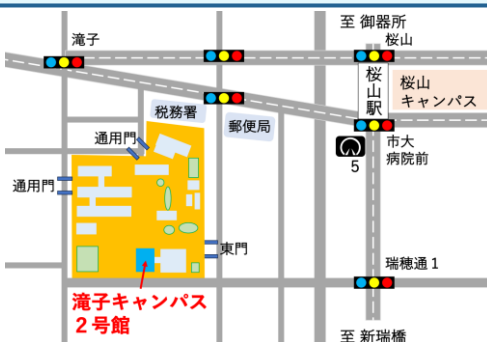 至 御器所
滝子
桜山
桜山駅
桜山
キャンパス
税務署
郵便局
通用門
市大
病院前
5
通用門
東門
瑞穂通1
滝子キャンパス
２号館
至 新瑞橋